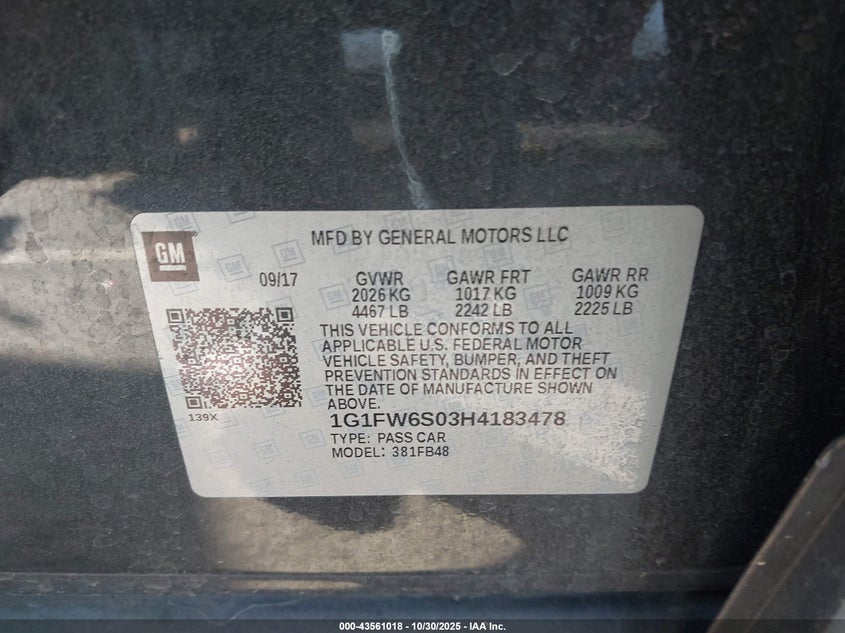 GM
MFD BY GENERAL MOTORS LLC
09/17 GVWR GAWR FRT GAWR RR
2026 KG 1017 KG 1009 KG
4467 LB 2242 LB 2225 LB
THIS VEHICLE CONFORMS TO ALL
APPLICABLE U.S. FEDERAL MOTOR
VEHICLE SAFETY, BUMPER, AND THEFT
PREVENTION STANDARDS IN EFFECT ON
THE DATE OF MANUFACTURE SHOWN
ABOVE.
139X
1G1FW6S03H4183478
TYPE: PASS CAR
MODEL: 381FB48
000-43561018 - 10/30/2025 - IAA Inc.